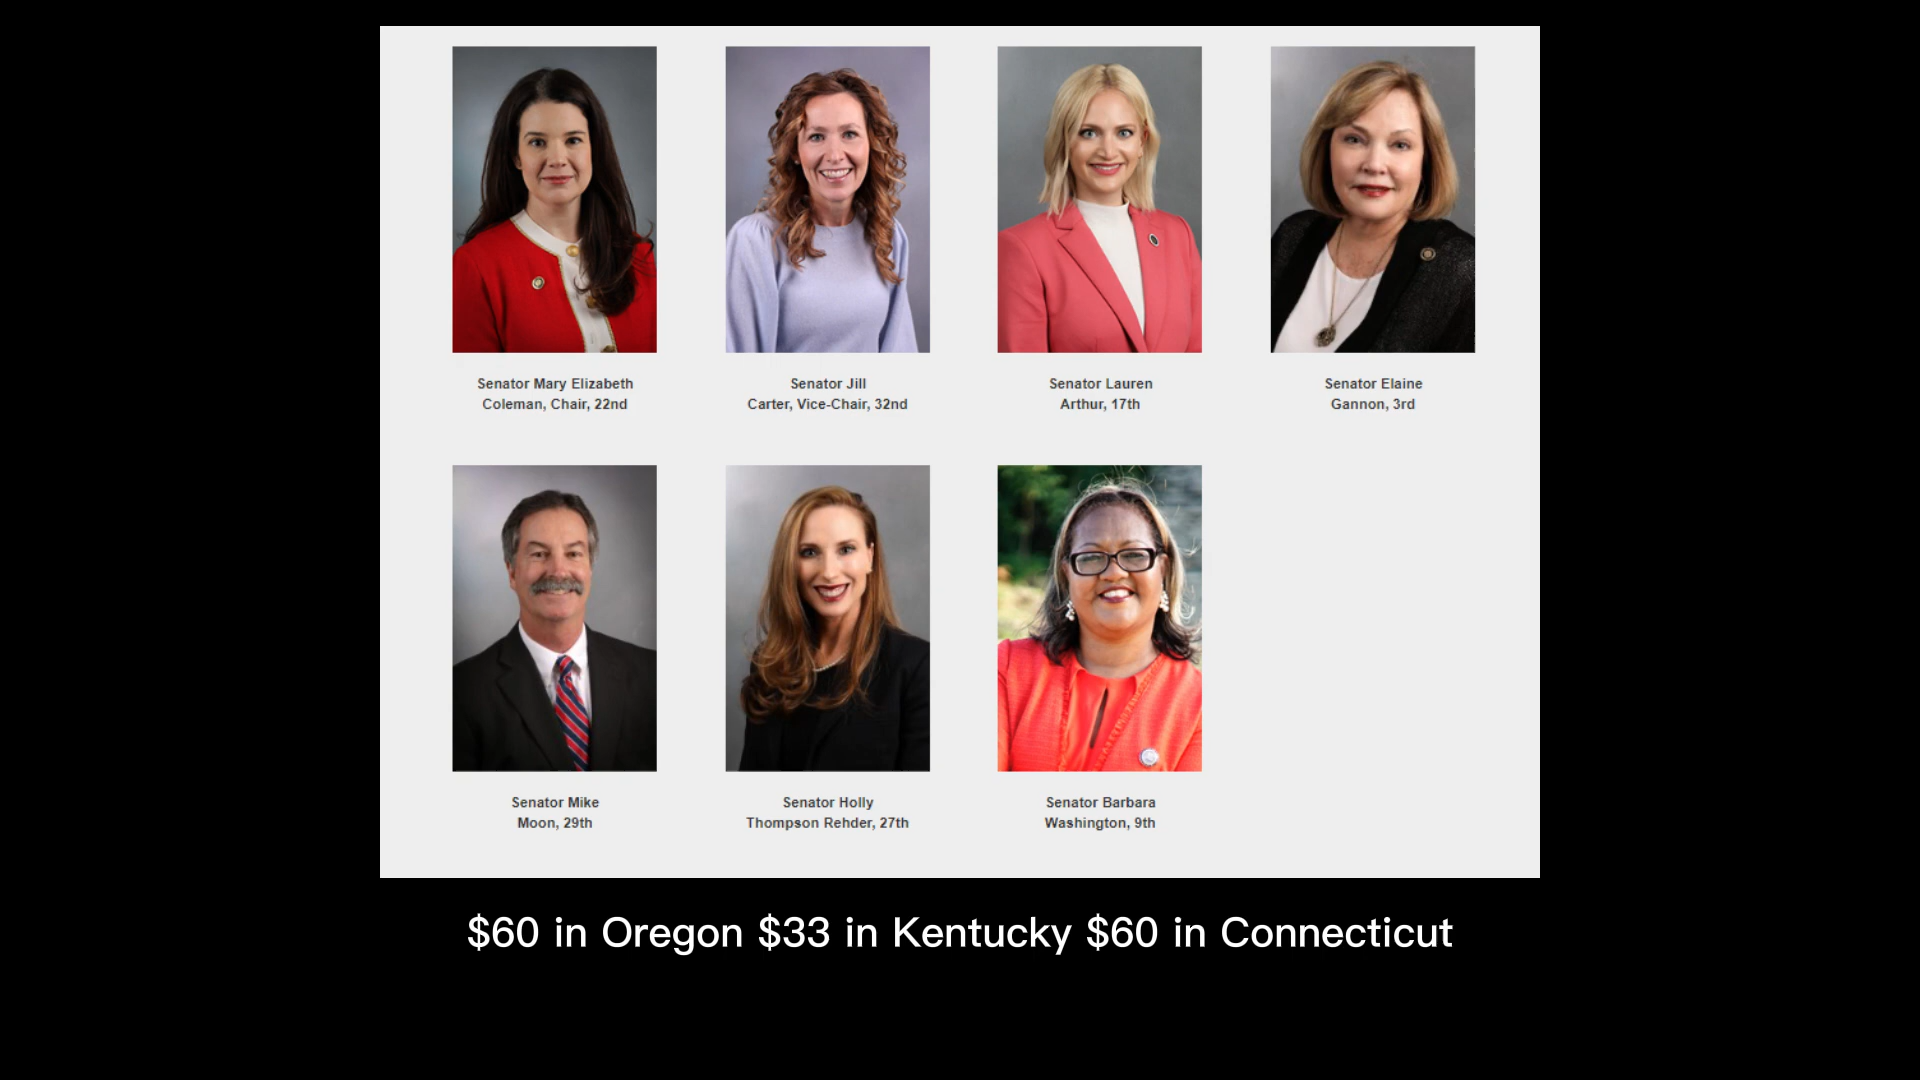 Senator Mary Elizabeth
Coleman, Chair, 22nd
Senator Jill
Carter, Vice-Chair, 32nd
Senator Lauren
Arthur, 17th
Senator Elaine
Gannon, 3rd
Senator Mike
Moon, 29th
Senator Holly
Thompson Rehder, 27th
Senator Barbara
Washington, 9th
$60 in Oregon $33 in Kentucky $60 in Connecticut